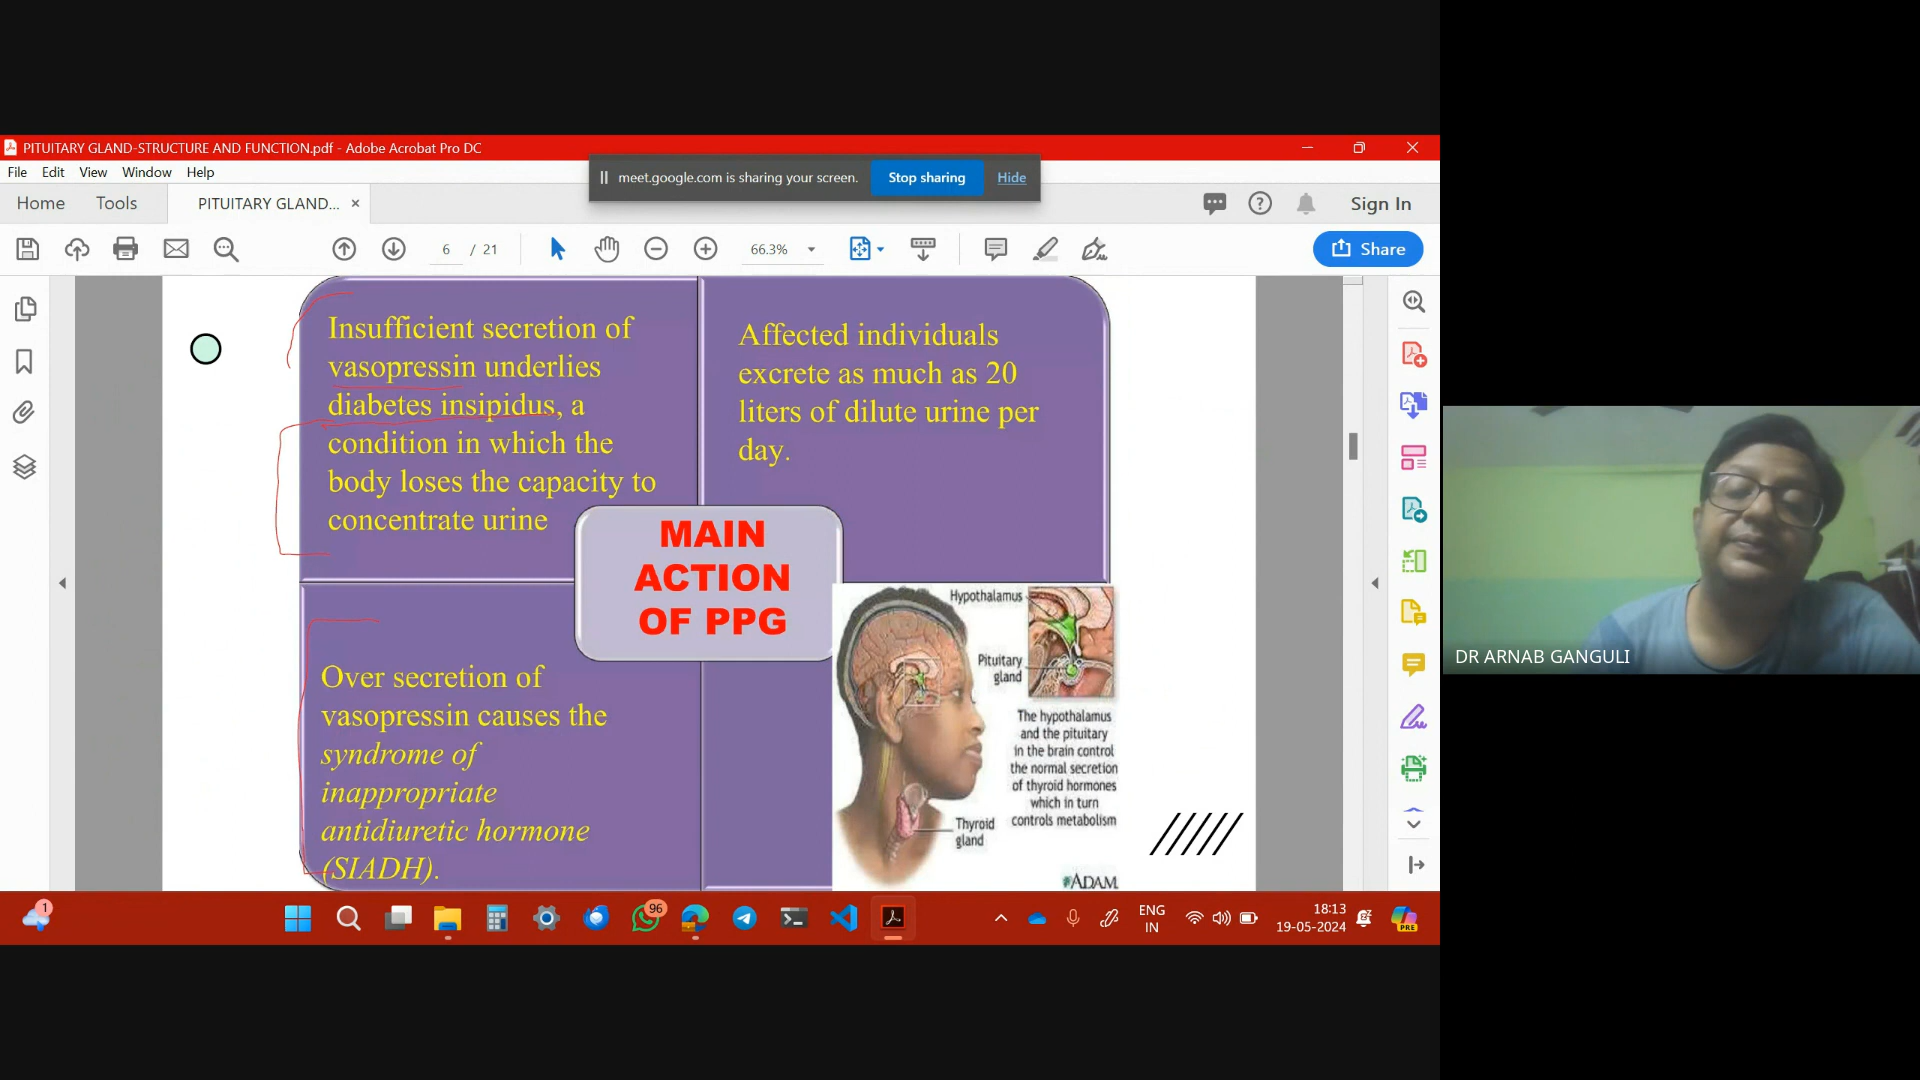 PITUITARY GLAND-STRUCTURE AND FUNCTION.pdf - Adobe Acrobat Pro DC
File Edit View Window Help
meet.google.com is sharing your screen. Stop sharing Hide
Home Tools PITUITARY GLAND... × Sign In
6 / 21 66.3% Share
Insufficient secretion of
vasopressin underlies
diabetes insipidus, a
condition in which the
body loses the capacity to
concentrate urine
Affected individuals
excrete as much as 20
liters of dilute urine per
day.
MAIN
ACTION
OF PPG
Over secretion of
vasopressin causes the
syndrome of
inappropriate
antidiuretic hormone
(SIADH).
Hypothalamus
Pituitary
gland
The hypothalamus
and the pituitary
in the brain control
the normal secretion
of thyroid hormones
which in turn
controls metabolism
Thyroid
gland
ADAM
DR ARNAB GANGULI
1
96
ENG
IN
18:13
19-05-2024
PRE